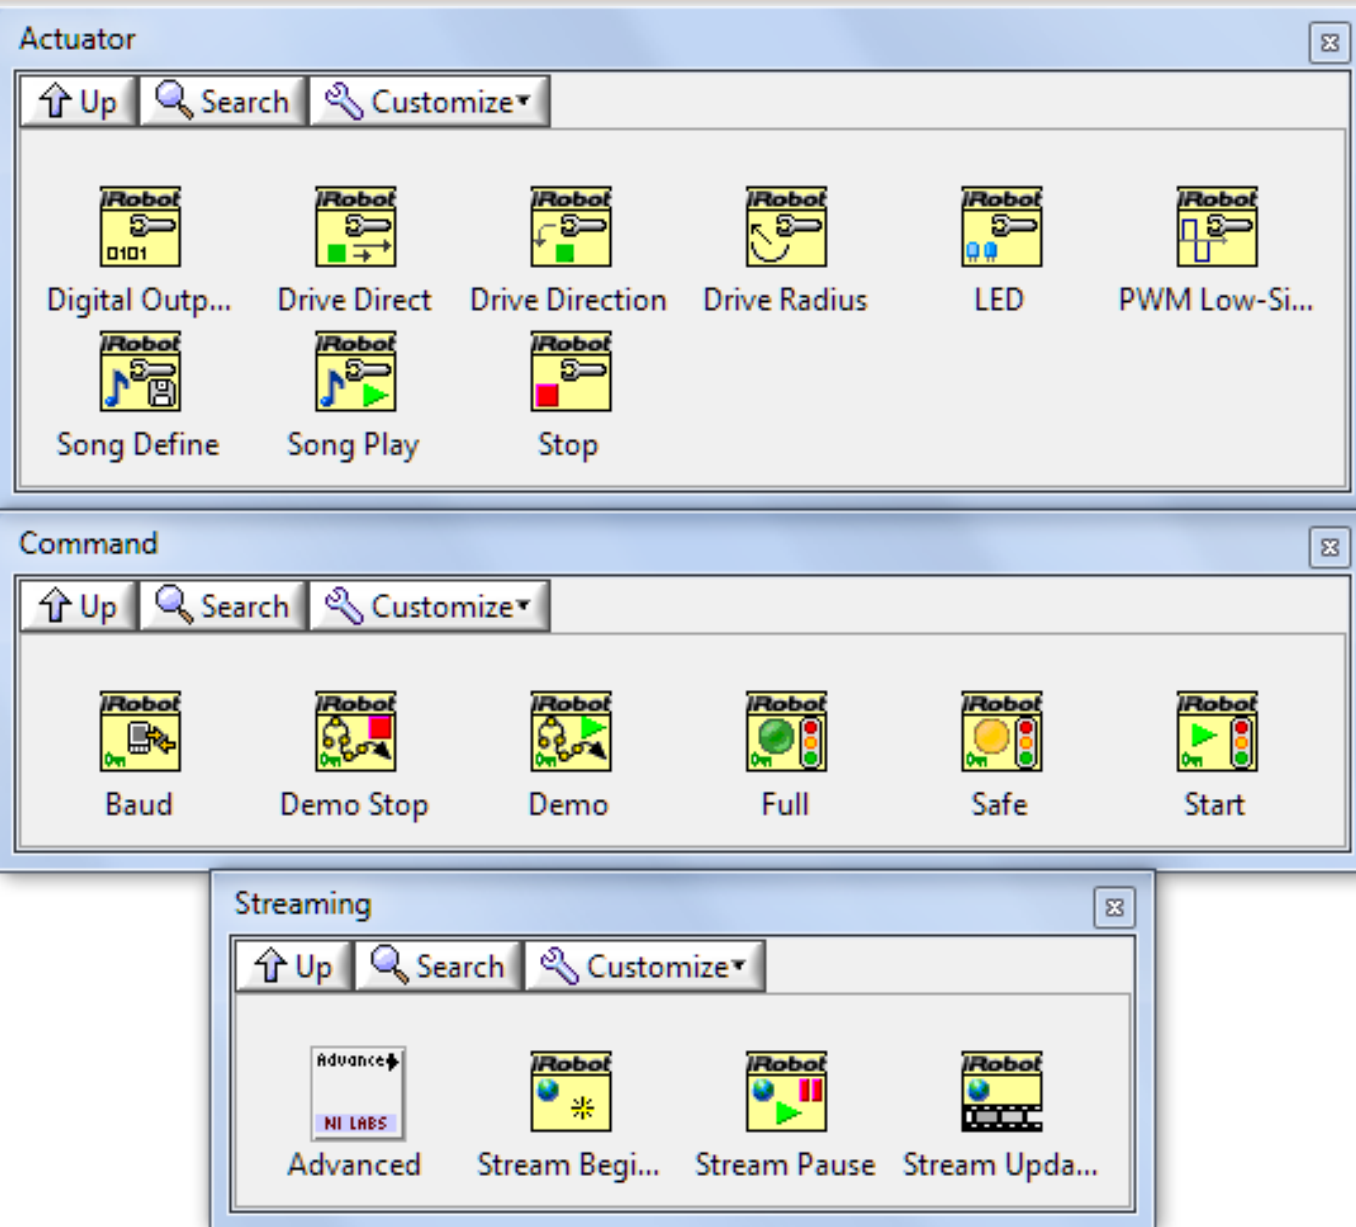 Actuator
Up Search Customize
iRobot iRobot iRobot iRobot iRobot iRobot
0101
Digital Outp... Drive Direct Drive Direction Drive Radius LED PWM Low-Si...
iRobot iRobot iRobot
Song Define Song Play Stop
Command
Up Search Customize
iRobot iRobot iRobot iRobot iRobot iRobot
Baud Demo Stop Demo Full Safe Start
Streaming
Up Search Customize
Advance iRobot iRobot iRobot
NI LABS
Advanced Stream Begi... Stream Pause Stream Upda...